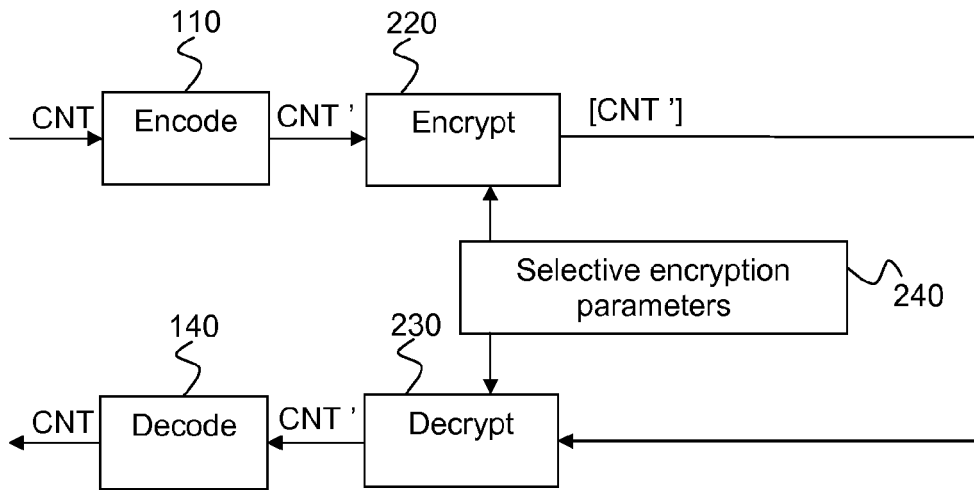 110
220
CNT
Encode
CNT '
Encrypt
[CNT ']
Selective encryption
parameters
240
140
230
CNT
Decode
CNT '
Decrypt